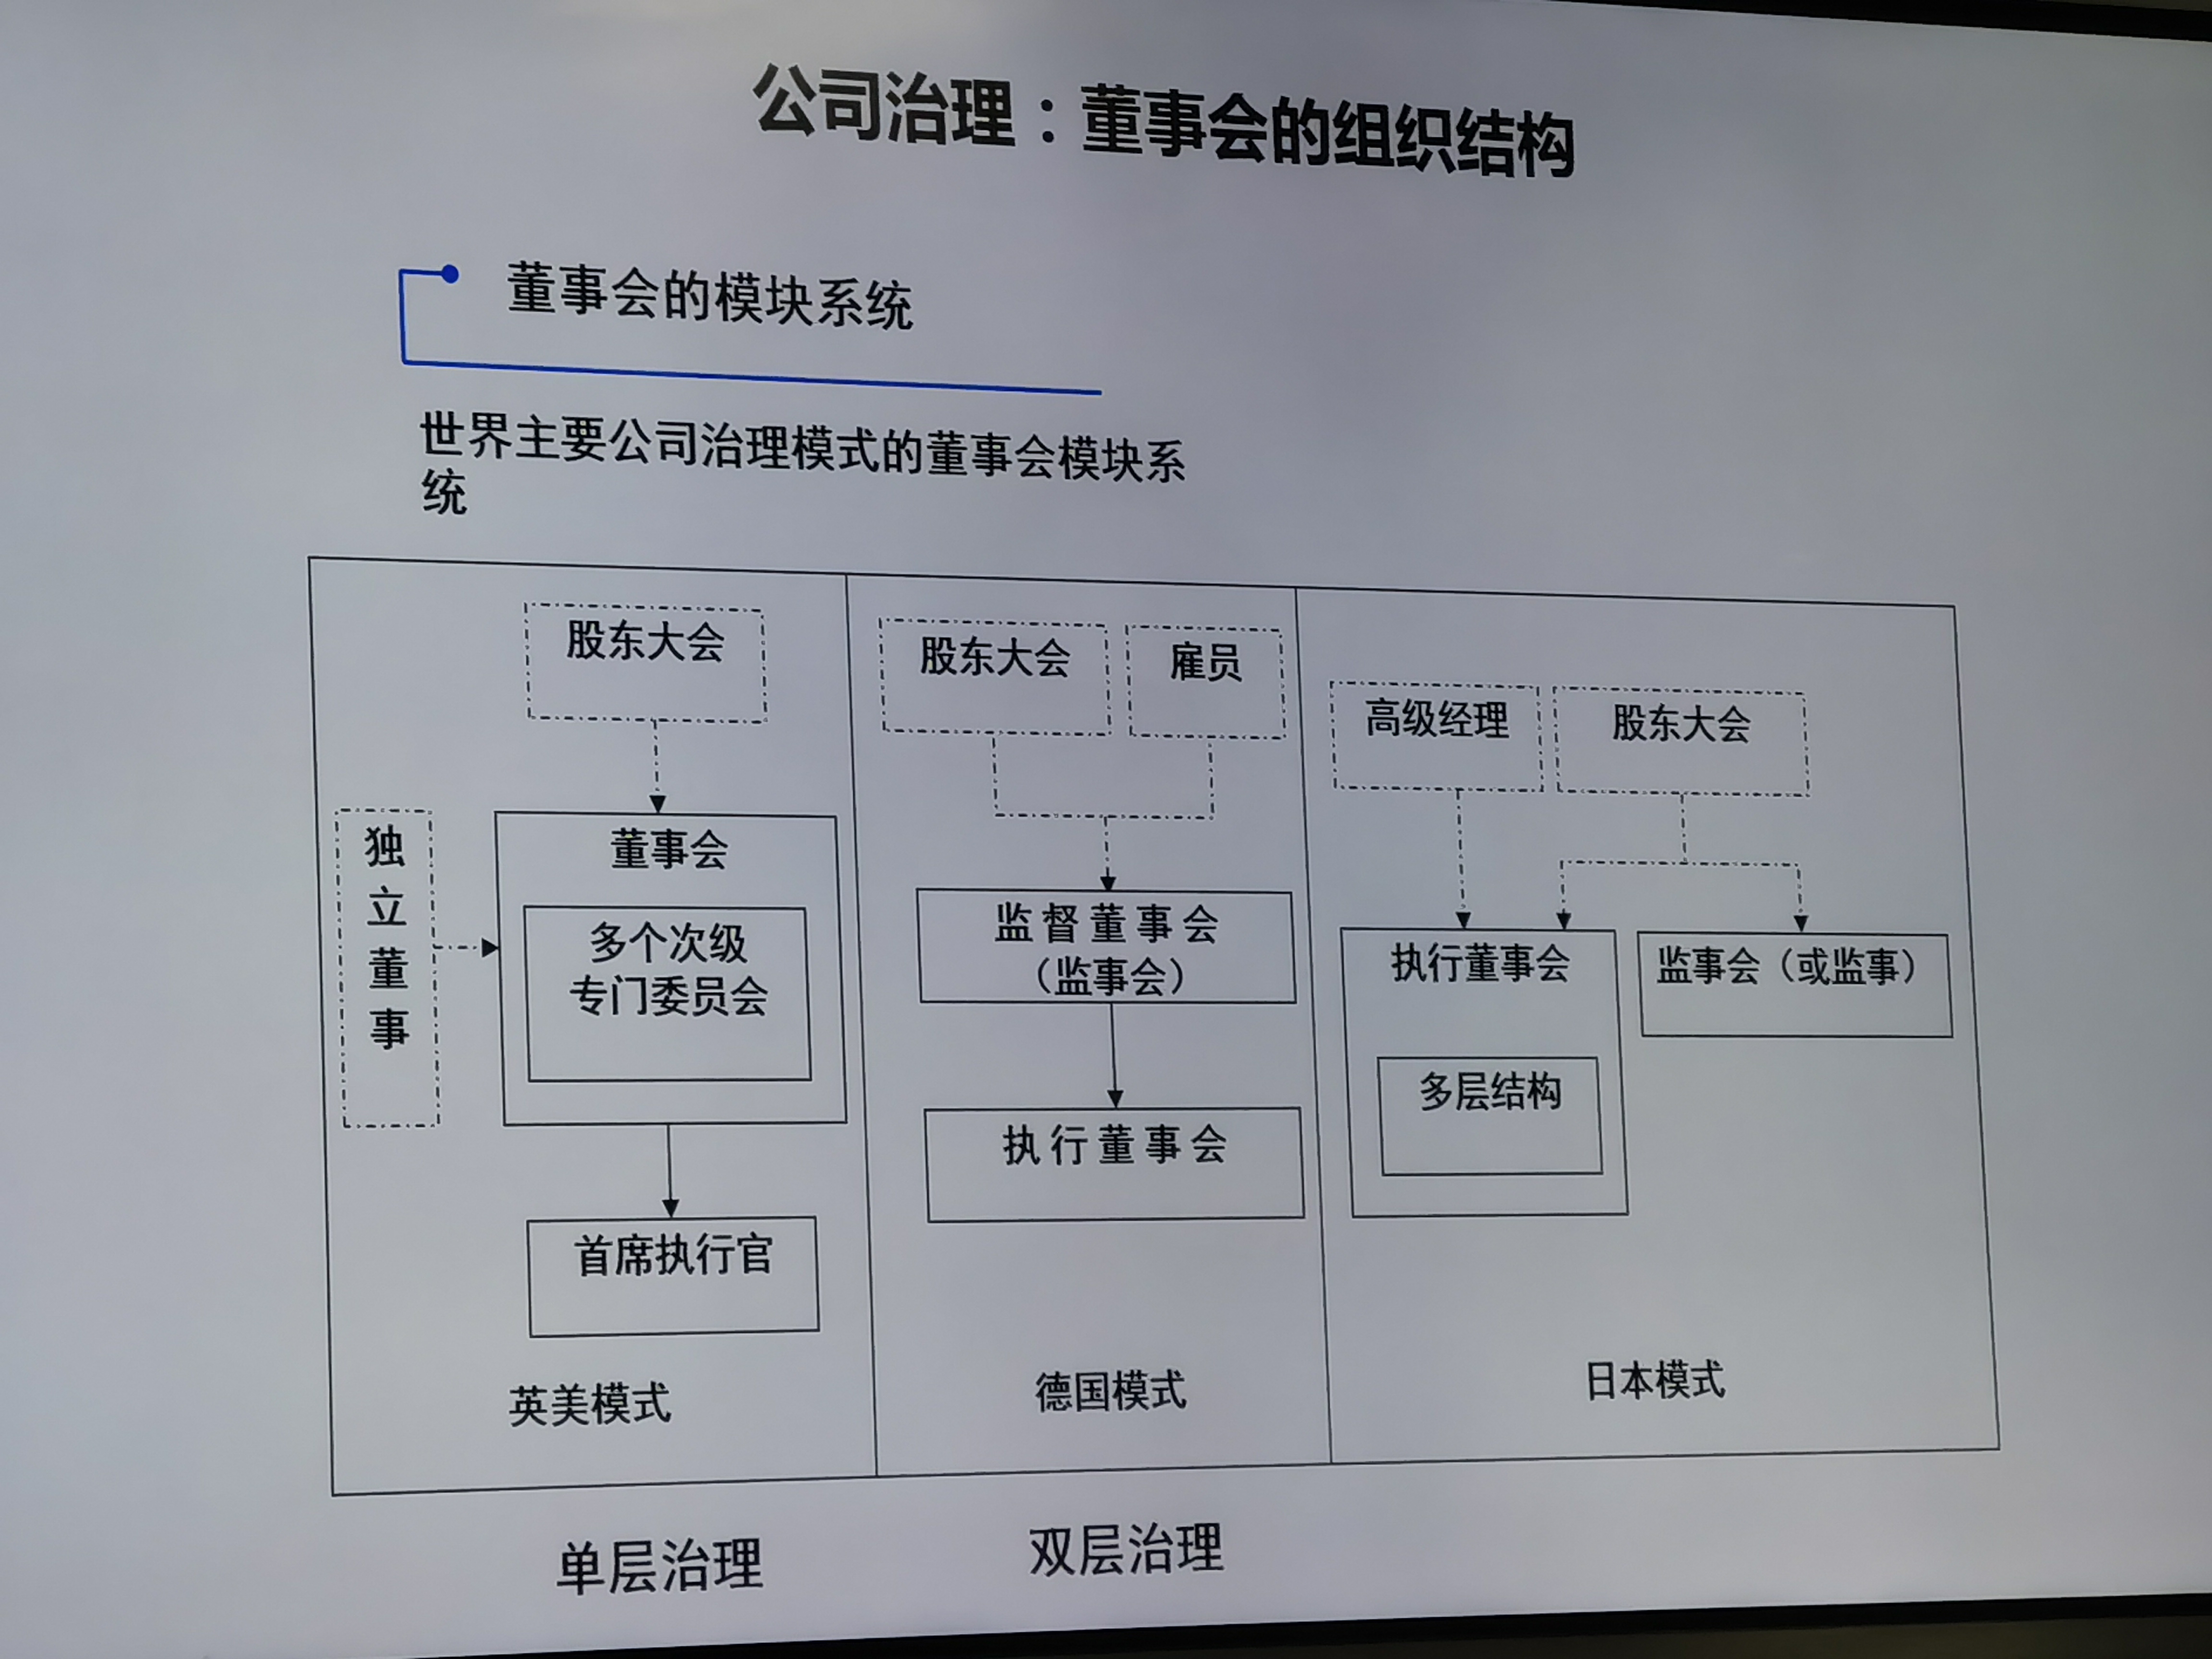 公司治理：董事会的组织结构
董事会的模块系统
世界主要公司治理模式的董事会模块系
统
股东大会
独立董事
董事会
多个次级
专门委员会
首席执行官
英美模式
股东大会
雇员
监督董事会
（监事会）
执行董事会
德国模式
高级经理
股东大会
执行董事会
监事会（或监事）
多层结构
日本模式
单层治理
双层治理